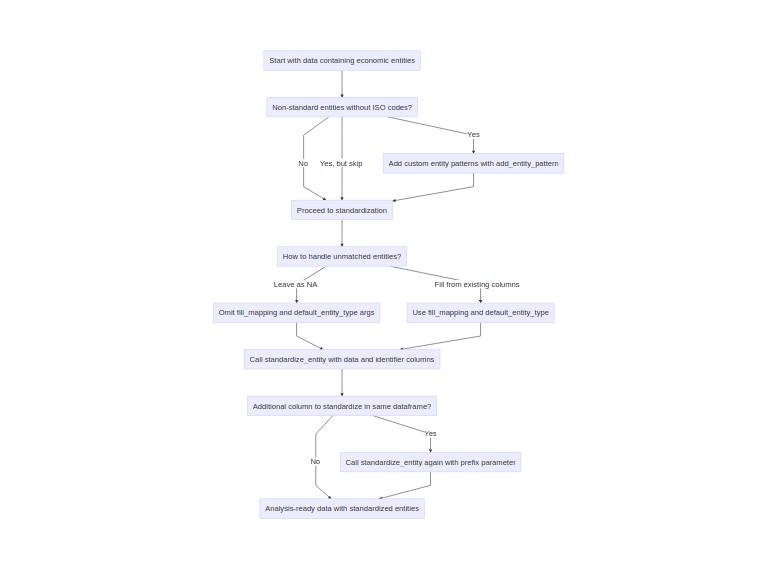 Start with data containing economic entities
Non-standard entities without ISO codes?
Yes
No
Yes, but skip
Add custom entity patterns with add_entity_pattern
Proceed to standardization
How to handle unmatched entities?
Leave as NA
Fill from existing columns
Omit fill_mapping and default_entity_type args
Use fill_mapping and default_entity_type
Call standardize_entity with data and identifier columns
Additional column to standardize in same dataframe?
Yes
No
Call standardize_entity again with prefix parameter
Analysis-ready data with standardized entities